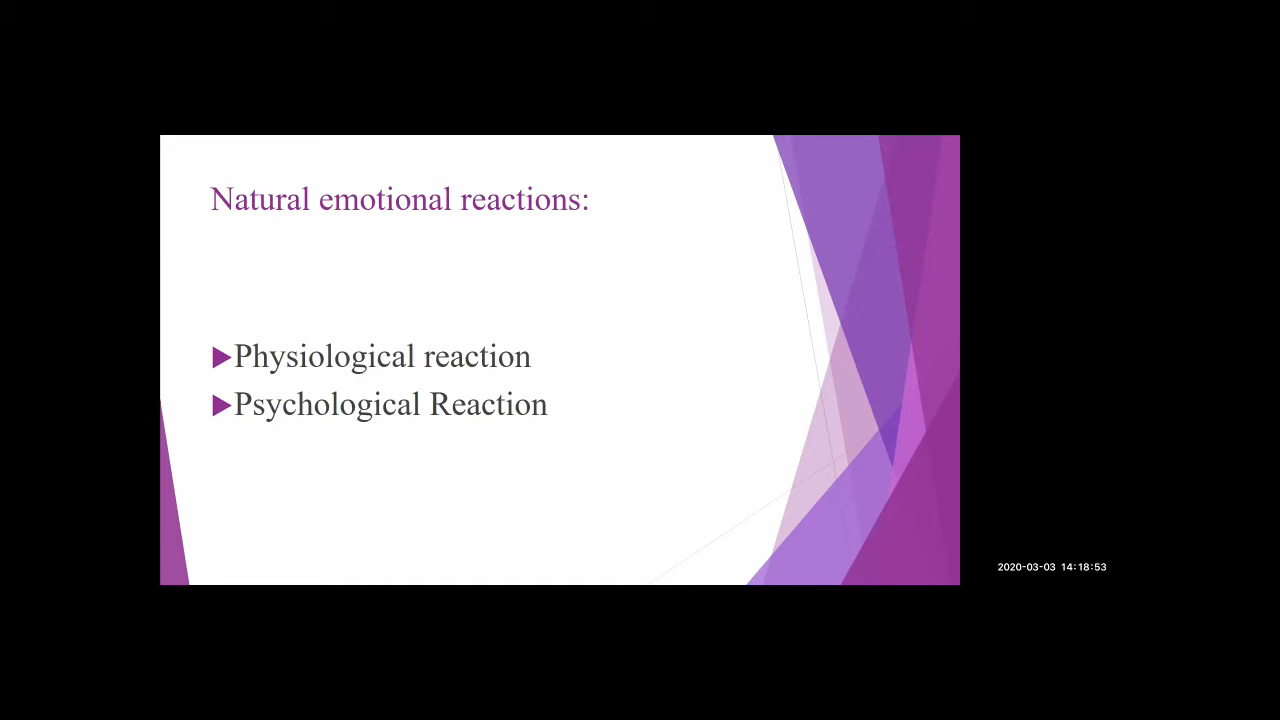 Natural emotional reactions:
Physiological reaction
Psychological Reaction
2020-03-03 14:18:53